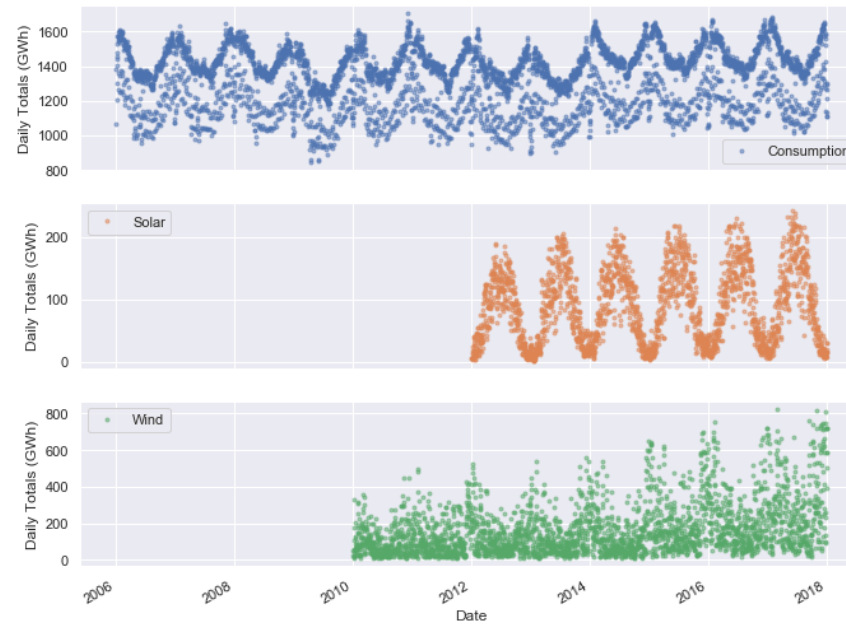 Daily Totals (GWh)
1600
1400
1200
1000
800
Consumption
Daily Totals (GWh)
200
100
0
Solar
Daily Totals (GWh)
800
600
400
200
0
Wind
2006
2008
2010
2012
2014
2016
2018
Date